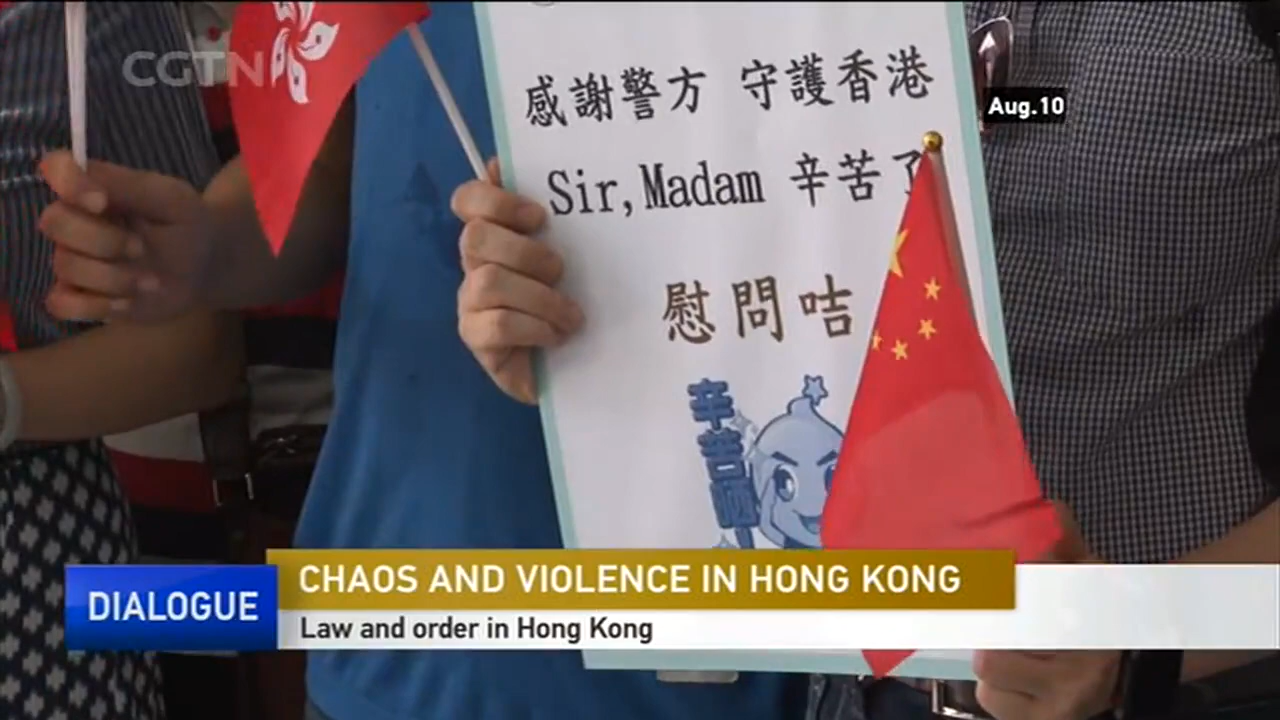 CGTN
感謝警方 守護香港
Aug.10
Sir,Madam 辛苦了
慰問咭
辛苦
CHAOS AND VIOLENCE IN HONG KONG
DIALOGUE
Law and order in Hong Kong